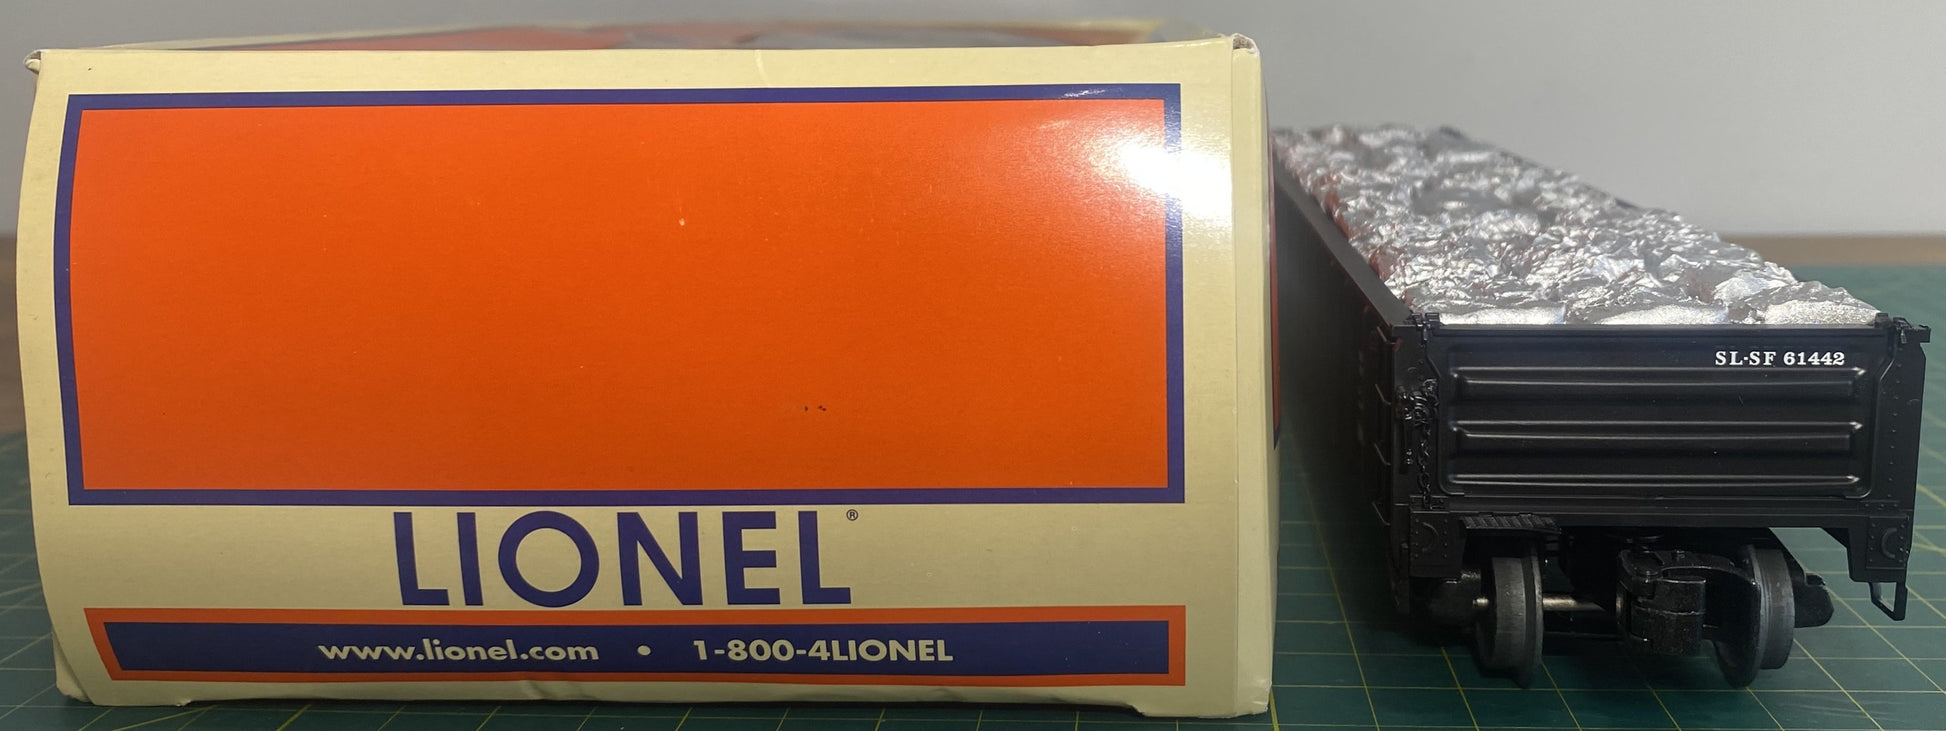 LIONEL®
www.lionel.com • 1-800-4LIONEL
SL-SF 61442